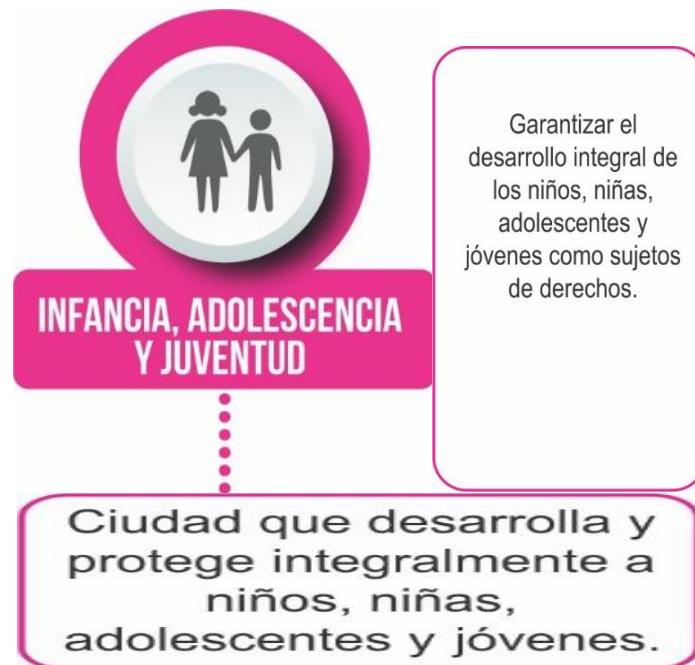 INFANCIA, ADOLESCENCIA
Y JUVENTUD
Garantizar el
desarrollo integral de
los niños, niñas,
adolescentes y
jóvenes como sujetos
de derechos.
Ciudad que desarrolla y
protege integralmente a
niños, niñas,
adolescentes y jóvenes.